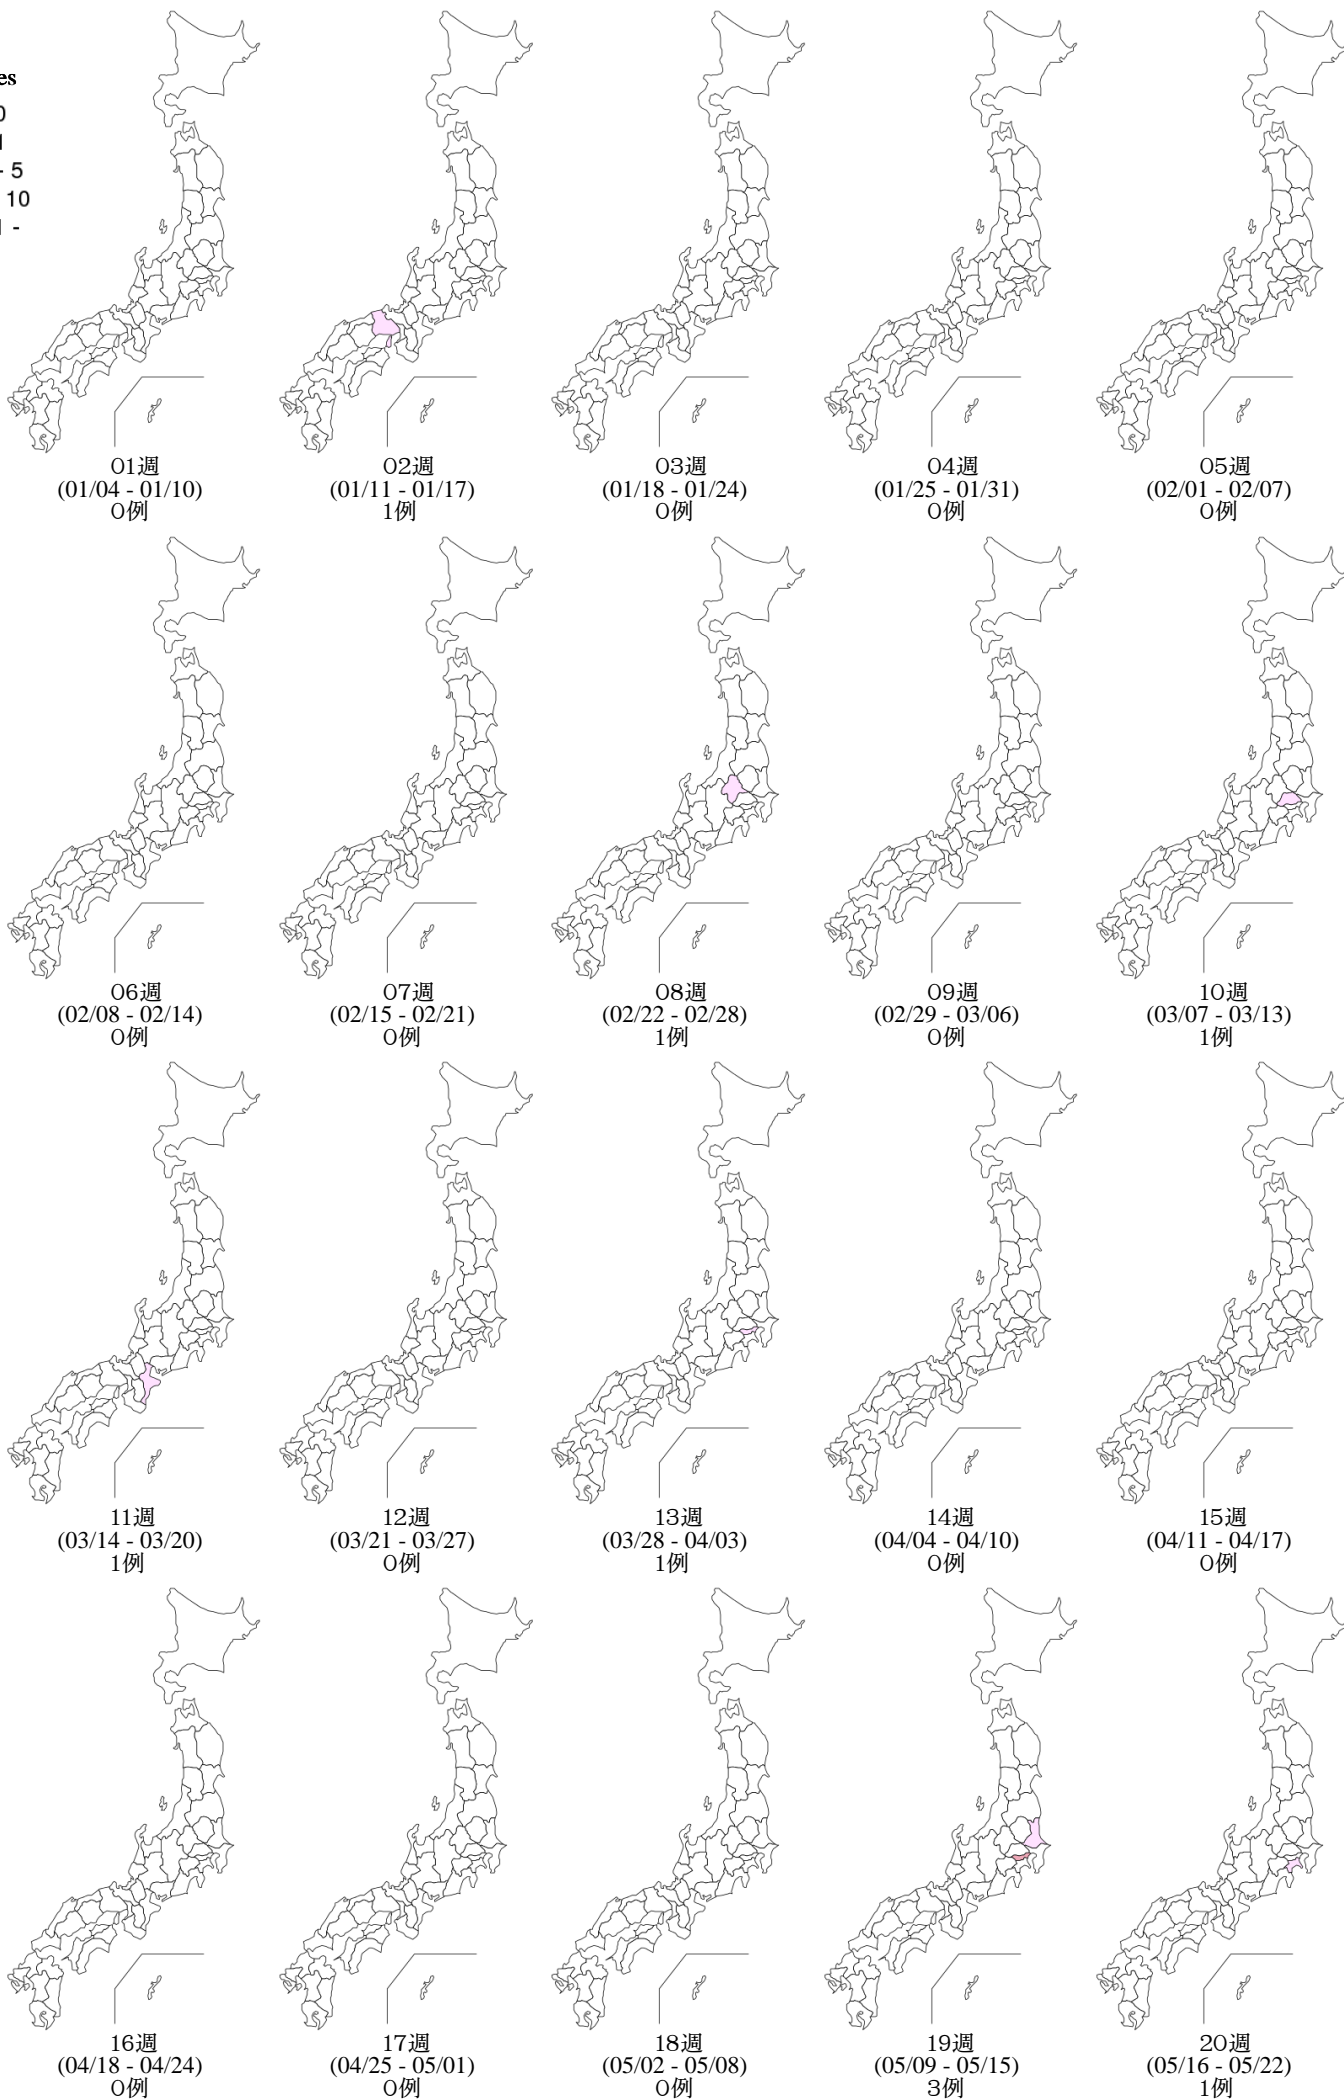 es
0
1
- 5
10
1 -
01週
(01/04 - 01/10)
0例
02週
(01/11 - 01/17)
1例
03週
(01/18 - 01/24)
0例
04週
(01/25 - 01/31)
0例
05週
(02/01 - 02/07)
0例
06週
(02/08 - 02/14)
0例
07週
(02/15 - 02/21)
0例
08週
(02/22 - 02/28)
1例
09週
(02/29 - 03/06)
0例
10週
(03/07 - 03/13)
1例
11週
(03/14 - 03/20)
1例
12週
(03/21 - 03/27)
0例
13週
(03/28 - 04/03)
1例
14週
(04/04 - 04/10)
0例
15週
(04/11 - 04/17)
0例
16週
(04/18 - 04/24)
0例
17週
(04/25 - 05/01)
0例
18週
(05/02 - 05/08)
0例
19週
(05/09 - 05/15)
3例
20週
(05/16 - 05/22)
1例